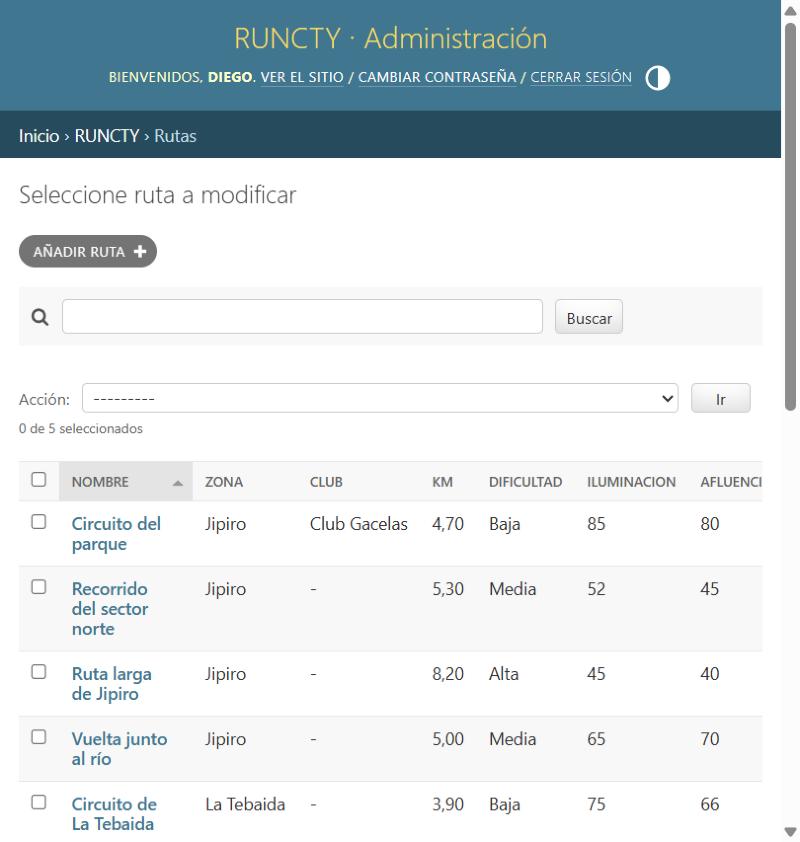 RUNCTY · Administración
BIENVENIDOS, DIEGO. VER EL SITIO / CAMBIAR CONTRASEÑA / CERRAR SESIÓN
Inicio › RUNCTY › Rutas
Seleccione ruta a modificar
AÑADIR RUTA +
Buscar
Acción: --------- Ir
0 de 5 seleccionados
NOMBRE ZONA CLUB KM DIFICULTAD ILUMINACION AFLUENCI
Circuito del Jipiro Club Gacelas 4,70 Baja 85 80
parque
Recorrido Jipiro - 5,30 Media 52 45
del sector
norte
Ruta larga Jipiro - 8,20 Alta 45 40
de Jipiro
Vuelta junto Jipiro - 5,00 Media 65 70
al río
Circuito de La Tebaida - 3,90 Baja 75 66
La Tebaida